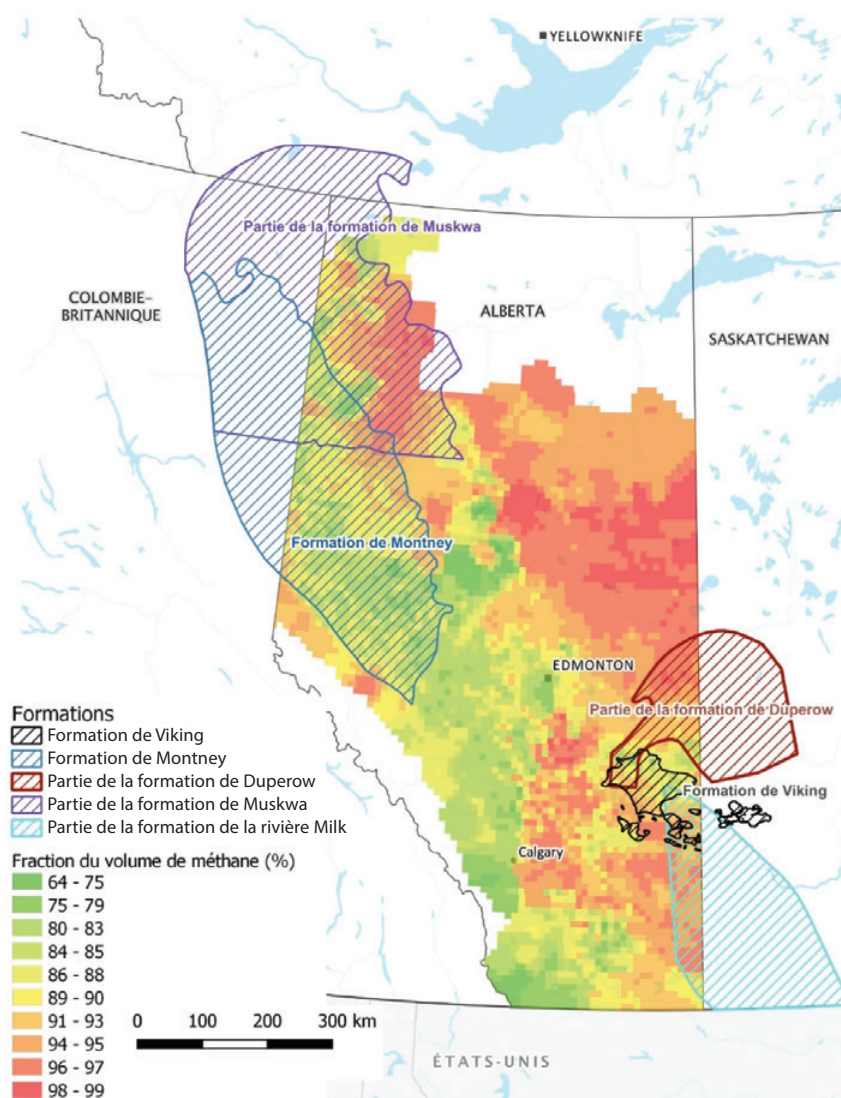 YELLOWKNIFE
Partie de la formation de Muskwa
COLOMBIE-
BRITANNIQUE
ALBERTA
SASKATCHEWAN
Formation de Montney
EDMONTON
Partie de la formation de Duperow
Formation de Viking
Calgary
Formations
Formation de Viking
Formation de Montney
Partie de la formation de Duperow
Partie de la formation de Muskwa
Partie de la formation de la rivière Milk
Fraction du volume de méthane (%)
64 - 75
75 - 79
80 - 83
84 - 85
86 - 88
89 - 90
91 - 93
94 - 95
96 - 97
98 - 99
0 100 200 300 km
ÉTATS-UNIS